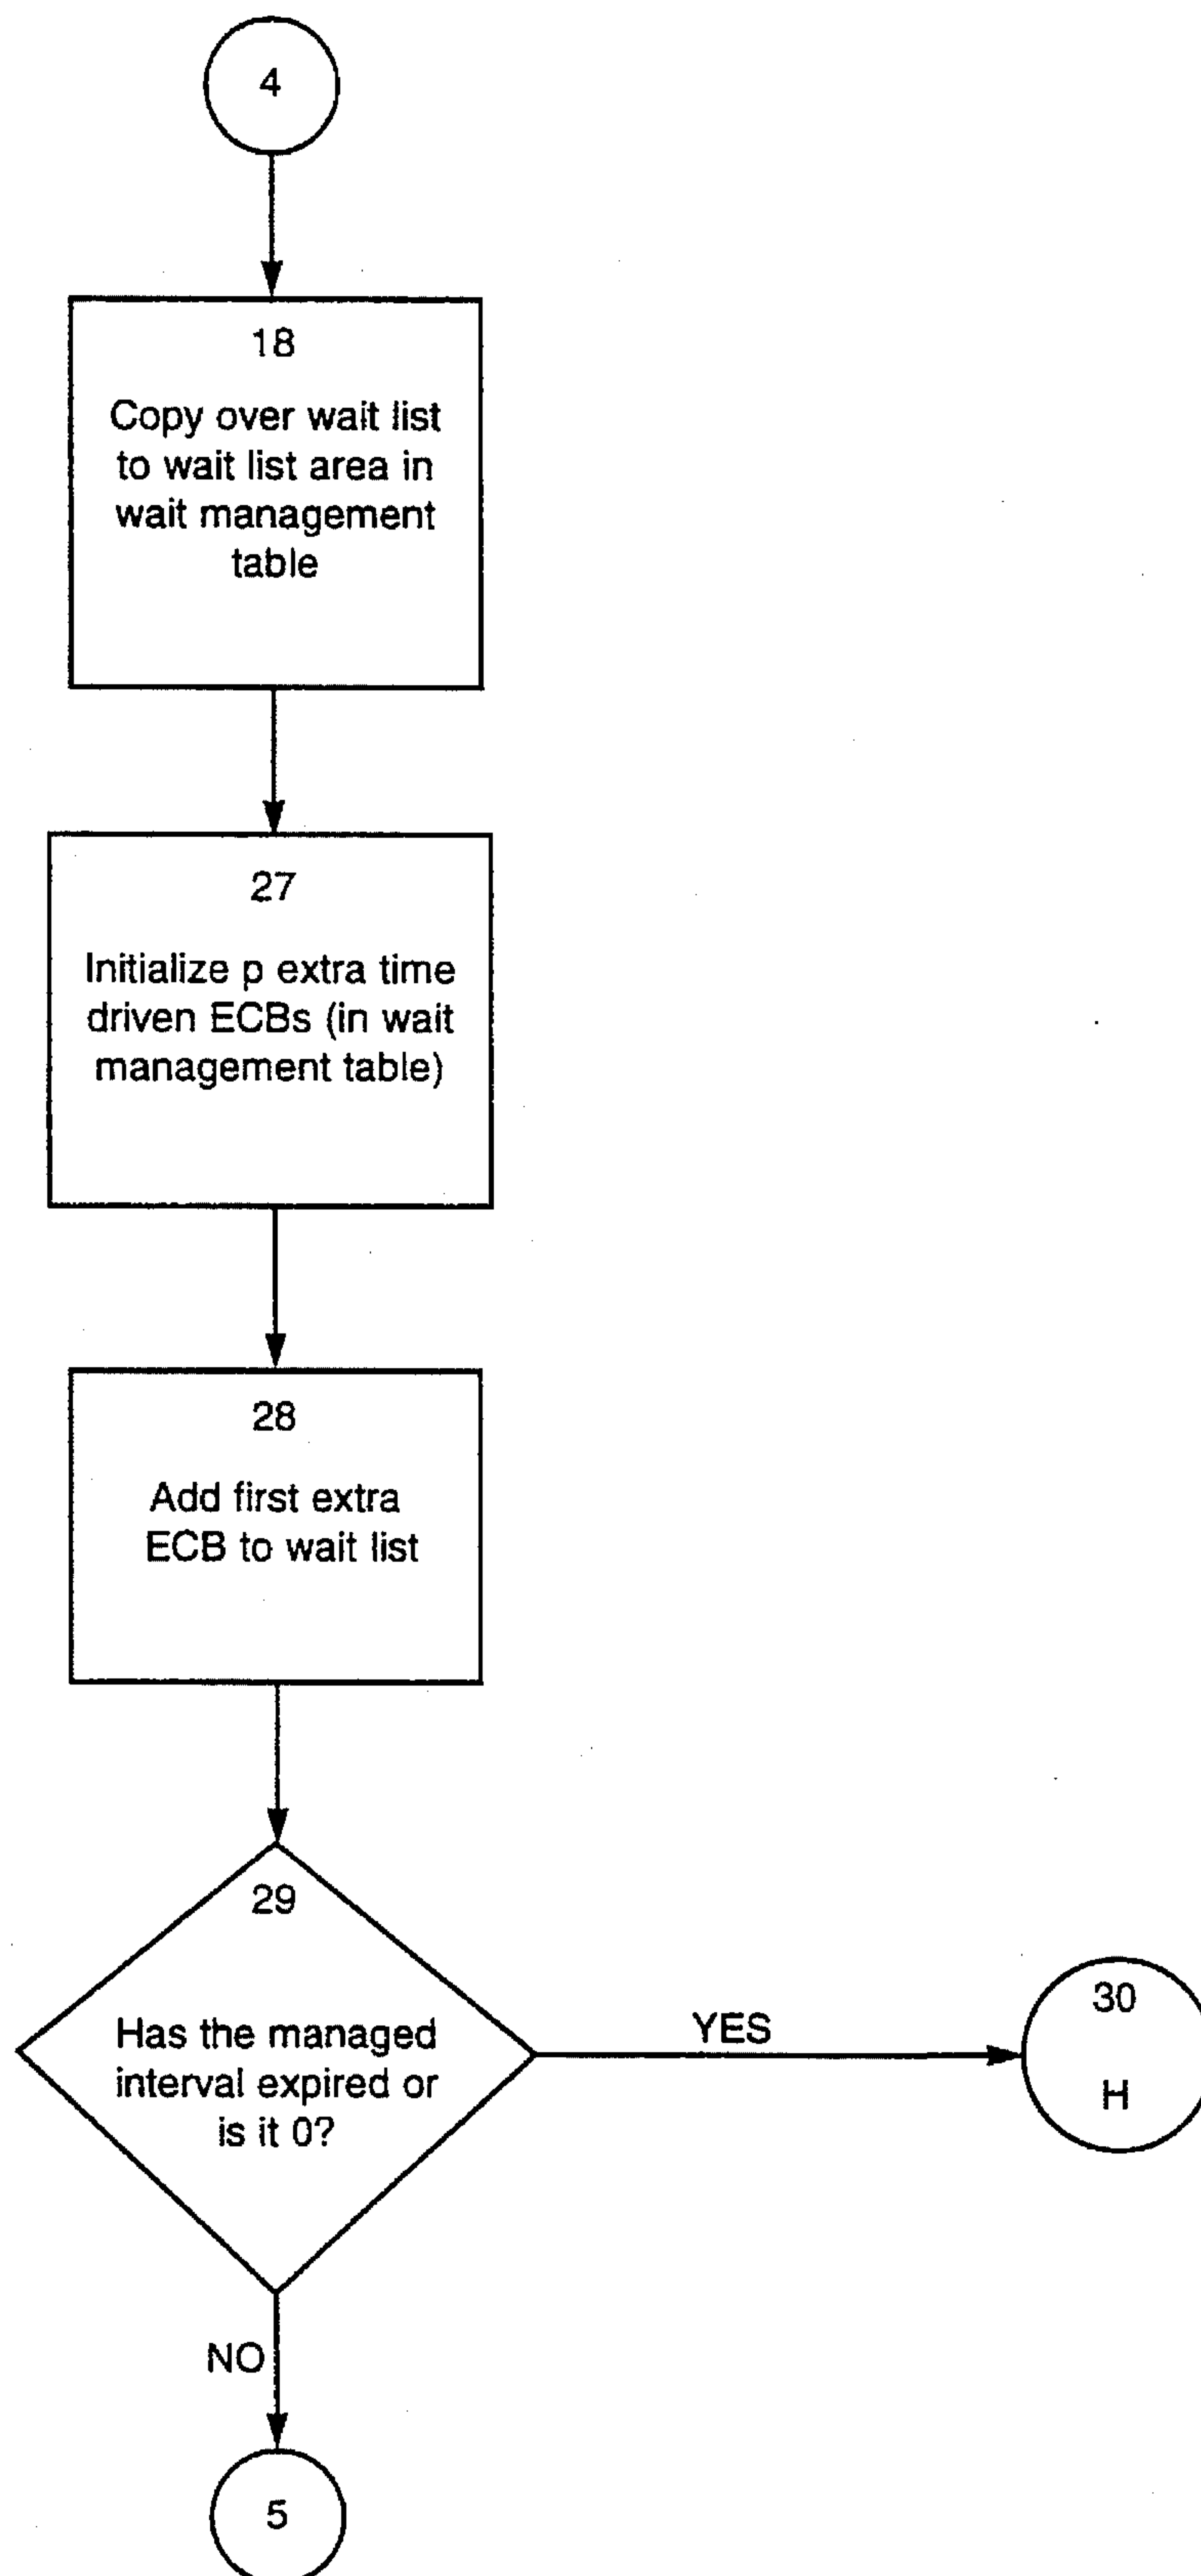 4
18
Copy over wait list
to wait list area in
wait management
table
27
Initialize p extra time
driven ECBs (in wait
management table)
28
Add first extra
ECB to wait list
29
Has the managed
interval expired or
is it 0?
YES
30
H
NO
5